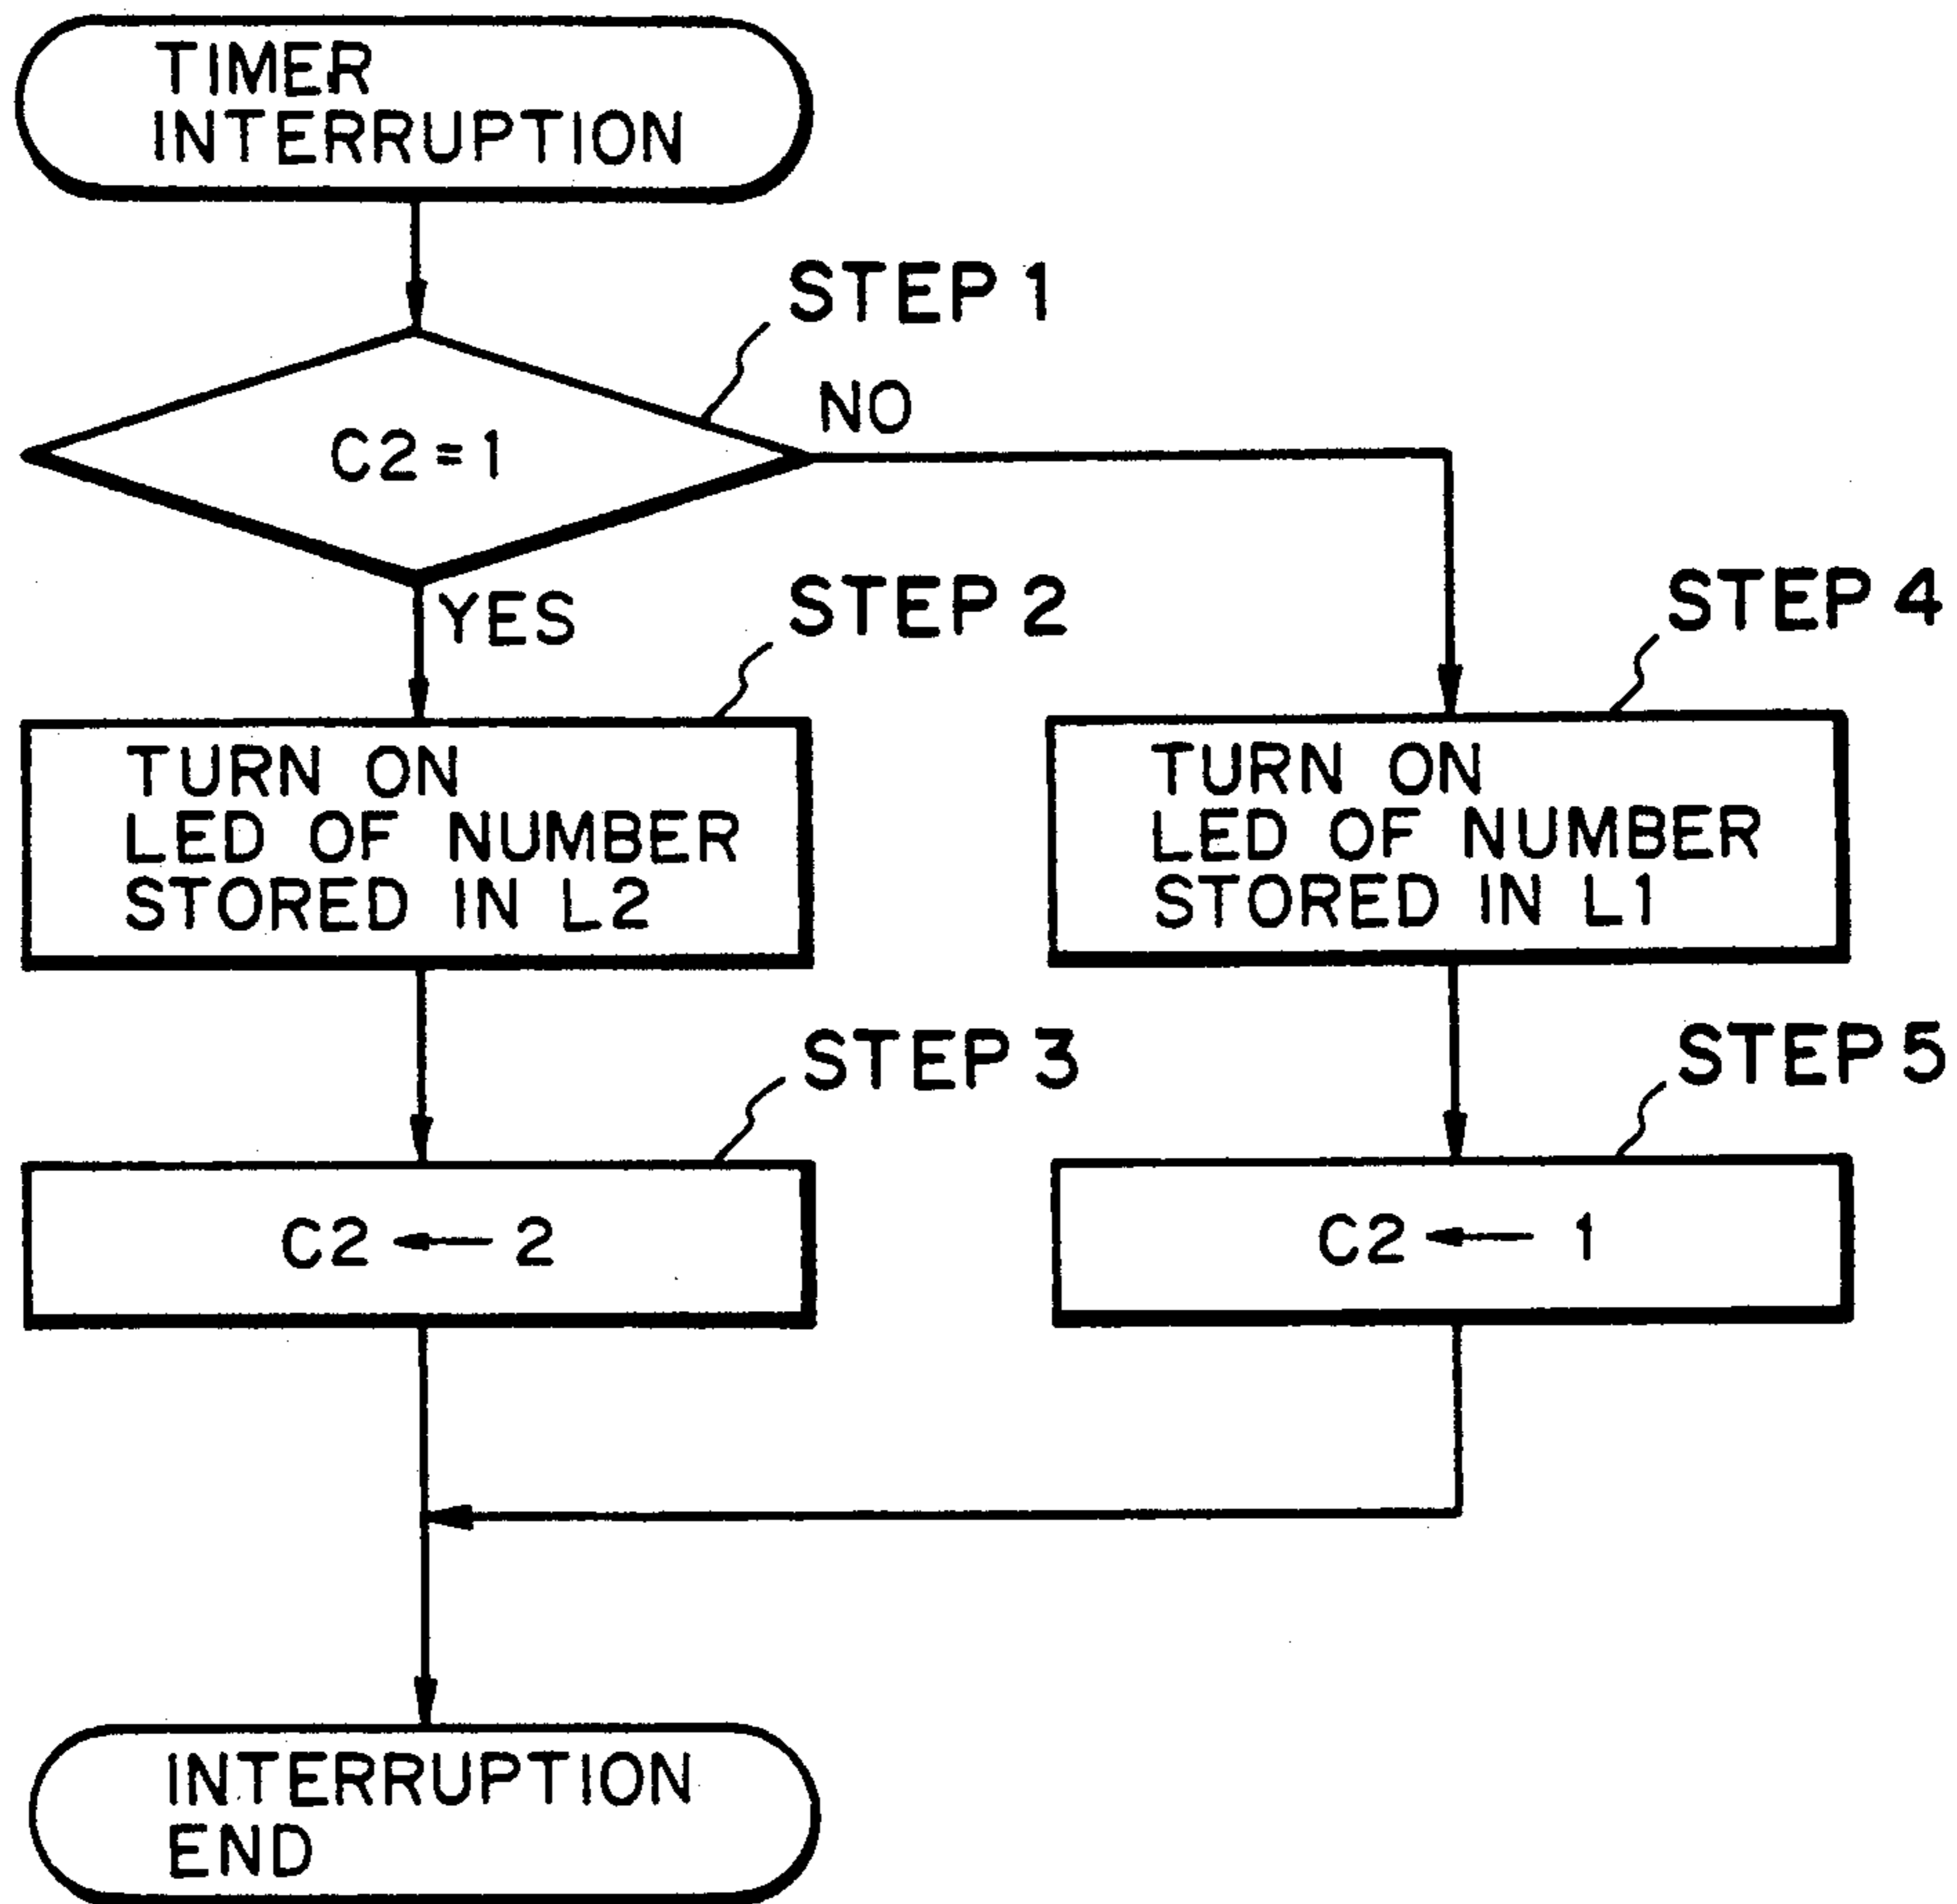 TIMER
INTERRUPTION
STEP 1
C2=1
NO
YES
STEP 2
STEP 4
TURN ON
LED OF NUMBER
STORED IN L2
TURN ON
LED OF NUMBER
STORED IN L1
STEP 3
STEP 5
C2 ← 2
C2 ← 1
INTERRUPTION
END